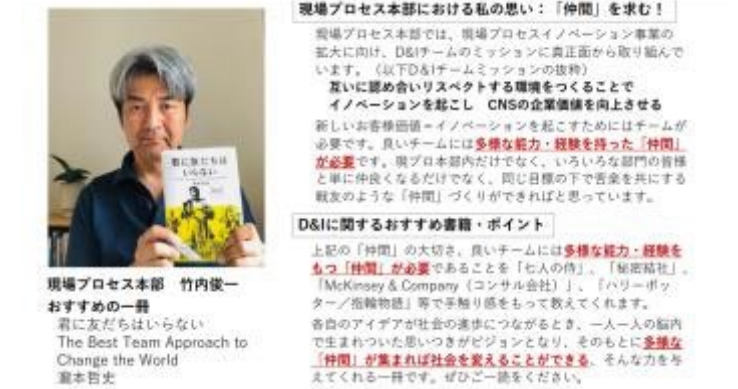 君に友だちは
いらない
現場プロセス本部　竹内俊一
おすすめの一冊
君に友だちはいらない
The Best Team Approach to
Change the World
瀧本哲史
現場プロセス本部における私の思い：「仲間」を求む！
現場プロセス本部では、現場プロセスイノベーション事業の
拡大に向け、D&Iチームのミッションに真正面から取り組んで
います。（以下D&Iチームミッションの抜粋）
互いに認め合いリスペクトする環境をつくることで
イノベーションを起こし　CNSの企業価値を向上させる
新しいお客様価値＝イノベーションを起こすためにはチームが
必要です。良いチームには多様な能力・経験を持った「仲間」
が必要です。現プロ本部内だけでなく、いろいろな部門の皆様
と単に仲良くなるだけでなく、同じ目標の下で苦楽を共にする
戦友のような「仲間」づくりができればと思っています。
D&Iに関するおすすめ書籍・ポイント
上記の「仲間」の大切さ、良いチームには多様な能力・経験を
もつ「仲間」が必要であることを「七人の侍」、「秘密結社」、
「McKinsey & Company（コンサル会社）」、「ハリーポッ
ター／指輪物語」等で手触り感をもって教えてくれます。
各自のアイデアが社会の進歩につながるとき、一人一人の脳内
で生まれついた思いつきがビジョンとなり、そのもとに多様な
「仲間」が集まれば社会を変えることができる、そんな力を与
えてくれる一冊です。ぜひご一読をください。